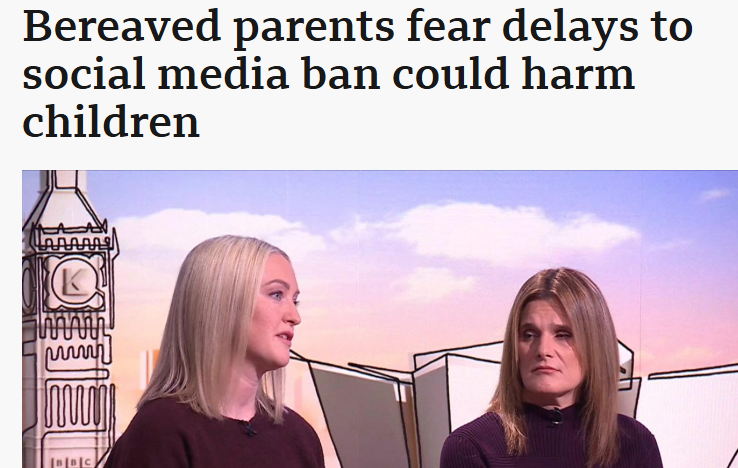 Bereaved parents fear delays to
social media ban could harm
children
K
BBC